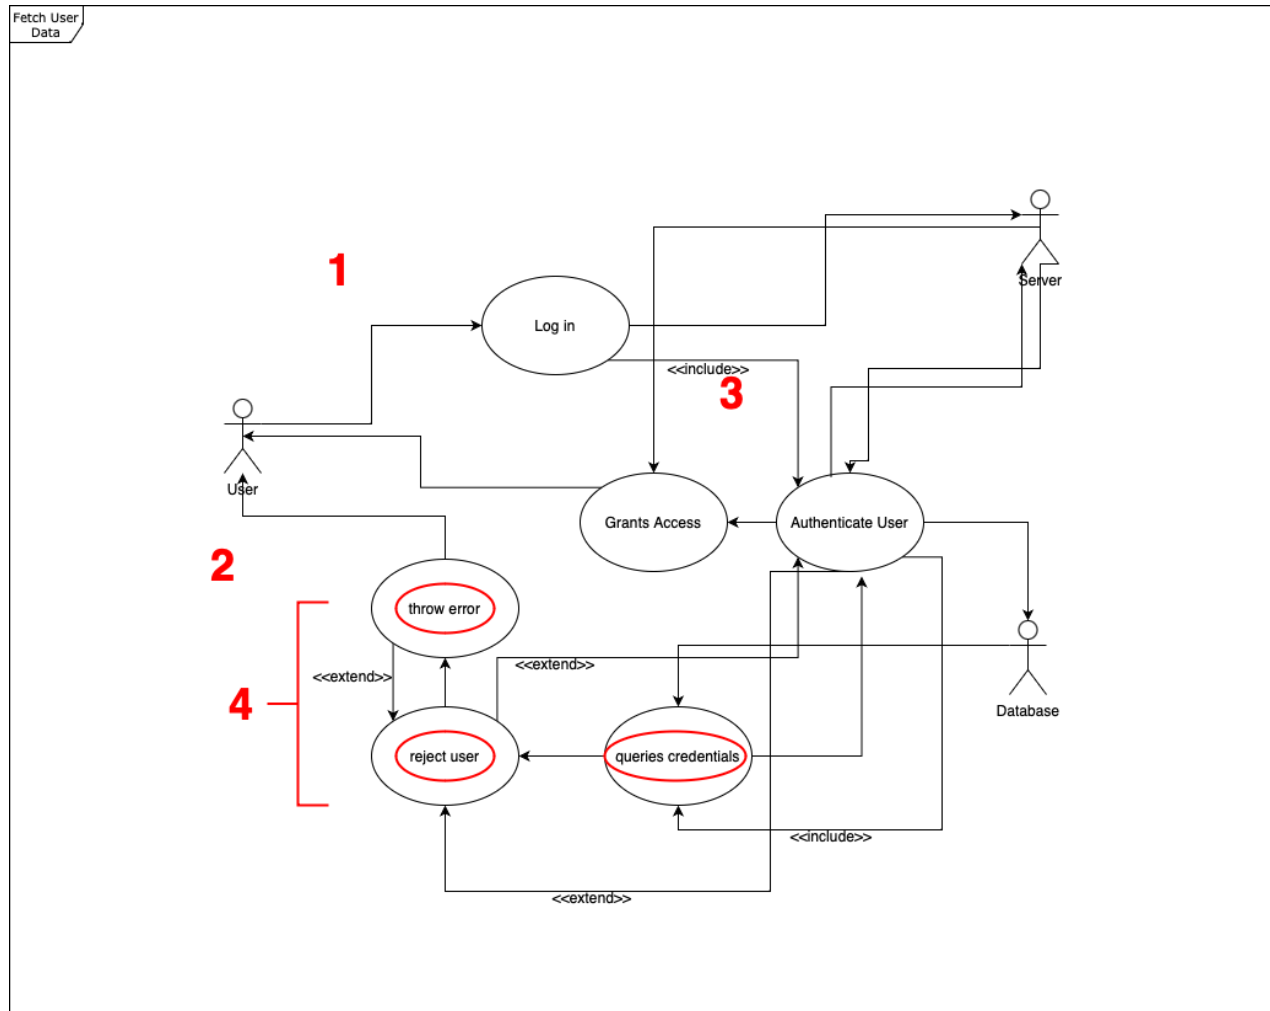 Fetch User
Data
Server
1
Log in
<<include>>
3
User
Grants Access
Authenticate User
2
throw error
<<extend>>
<<extend>>
4
Database
reject user
queries credentials
<<include>>
<<extend>>